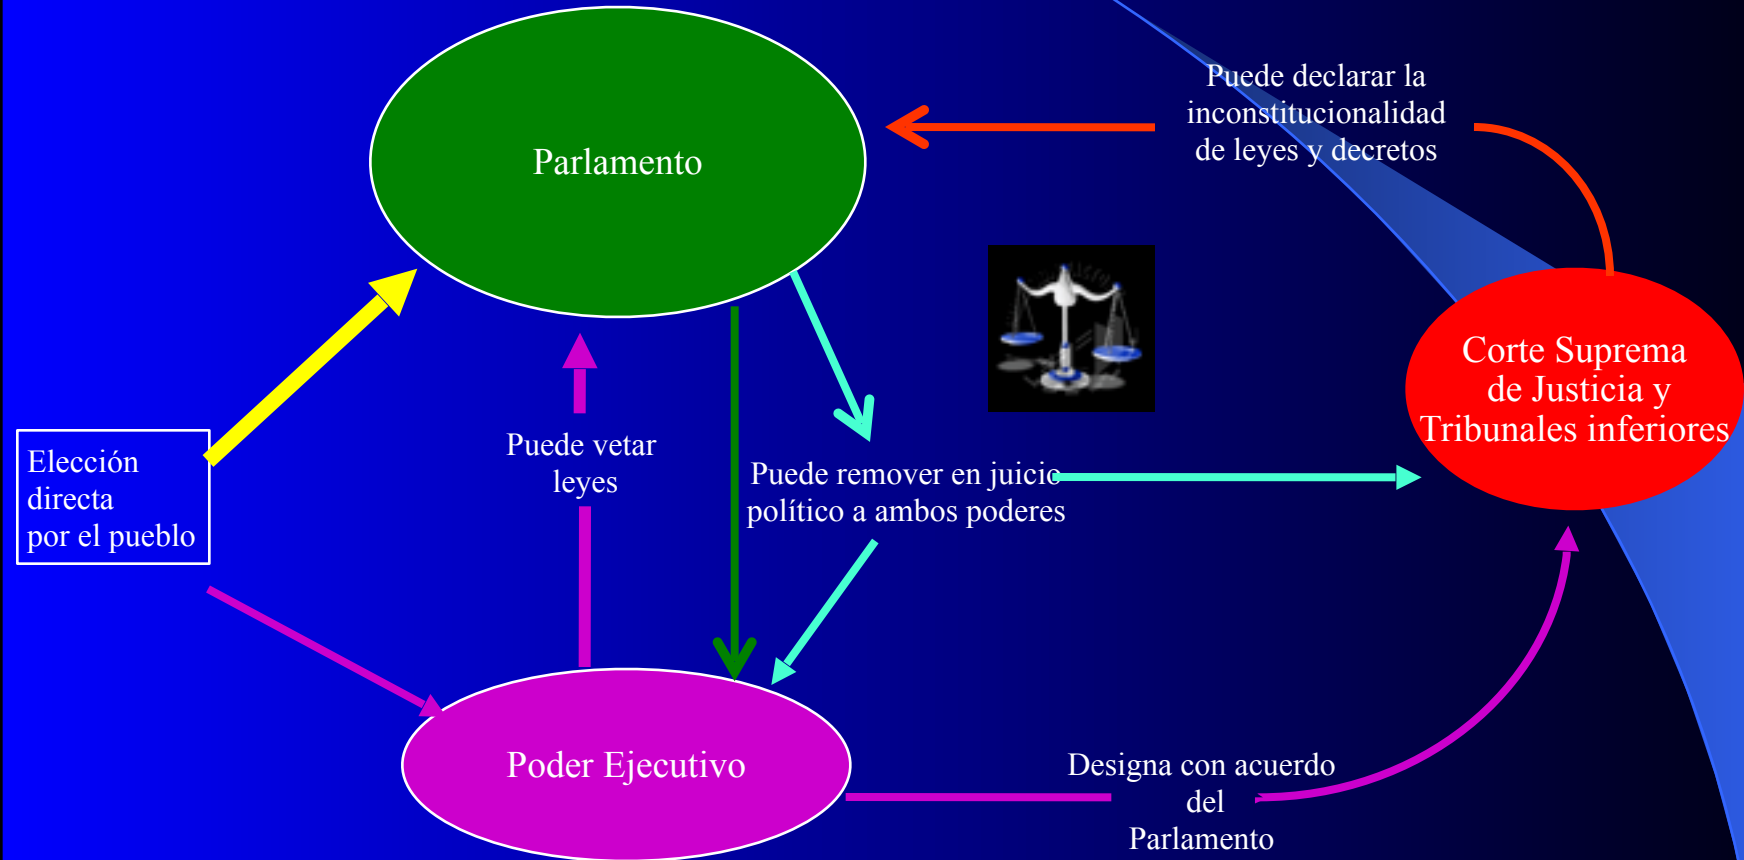 Puede declarar la
inconstitucionalidad
de leyes y decretos
Parlamento
Corte Suprema
de Justicia y
Tribunales inferiores
Elección
directa
por el pueblo
Puede vetar
leyes
Puede remover en juicio
político a ambos poderes
Poder Ejecutivo
Designa con acuerdo
del
Parlamento